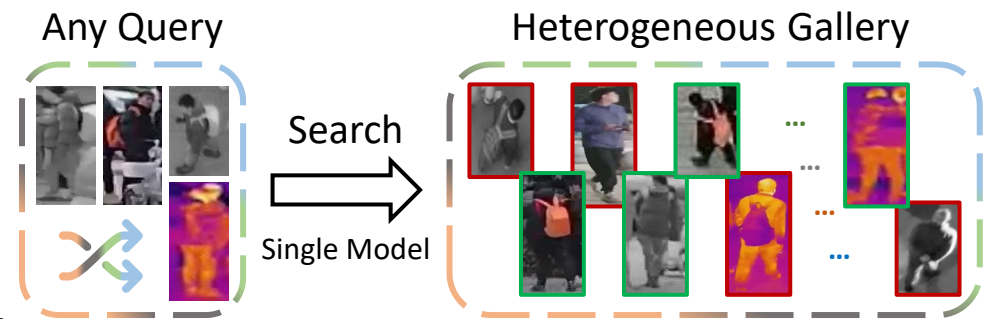 Any Query
Heterogeneous Gallery
Search
Single Model
...
...
...
...